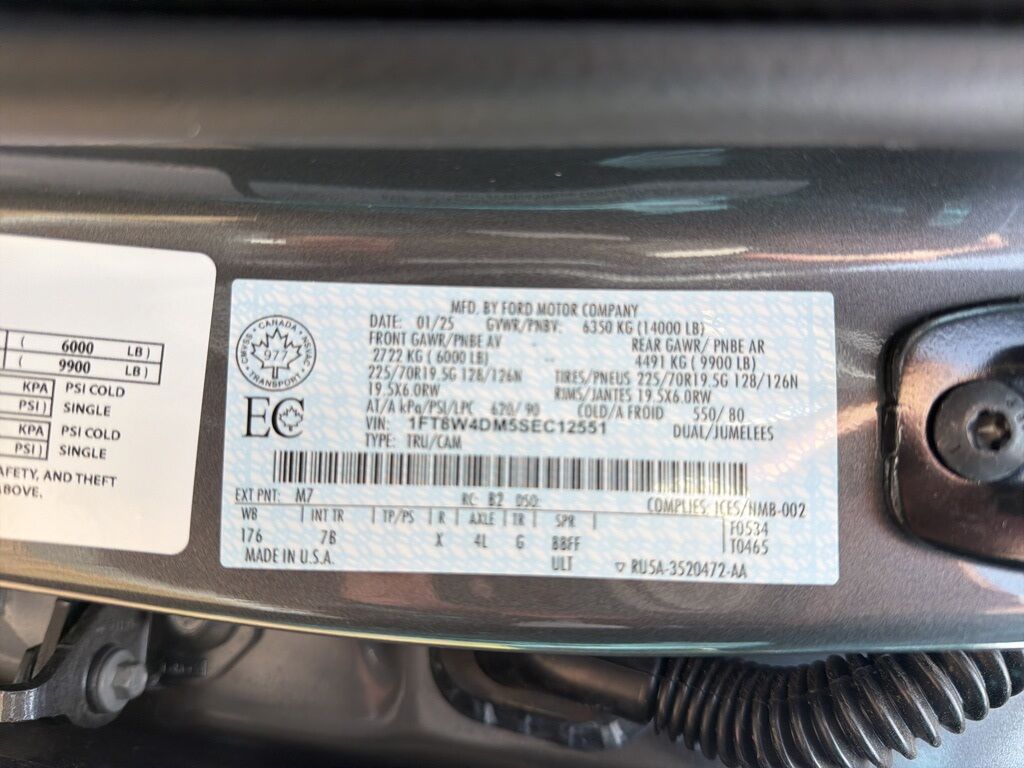 ( 6000 LB)
( 9900 LB)
KPA PSI COLD
PSI) SINGLE
KPA PSI COLD
PSI) SINGLE
AFETY, AND THEFT
ABOVE.
MFD. BY FORD MOTOR COMPANY
DATE: 01/25 GVWR/PNBV: 6350 KG (14000 LB)
FRONT GAWR/PNBE AV REAR GAWR/ PNBE AR
2722 KG ( 6000 LB) 4491 KG ( 9900 LB)
225/70R19.5G 128/126N TIRES/PNEUS 225/70R19.5G 128/126N
19.5X6.0RW RIMS/JANTES 19.5X6.0RW
AT/A kPa/PSI/LPC 620/ 90 COLD/A FROID 550/ 80
VIN: 1FT8W4DM5SEC12551 DUAL/JUMELEES
TYPE: TRU/CAM
CANADA
977
TRANSPORT
EC
EXT PNT: M7 RC: B2 DSO: COMPLIES: ICES/NMB-002
WB INT TR TP/PS R AXLE TR SPR F0534
176 7B X 4L G BBFF T0465
MADE IN U.S.A. ULT ▽ RU5A-3520472-AA